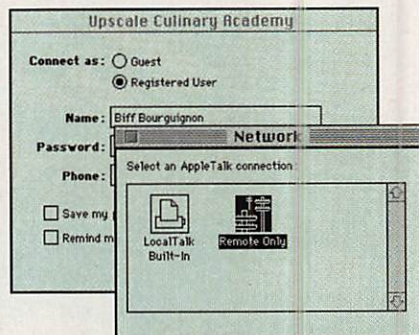 Upscale Culinary Academy
Connect as: Guest
Registered User
Name: Biff Bourguignon
Password:
Phone:
Save my
Remind m
Network
Select an AppleTalk connection:
LocalTalk Built-In
Remote Only